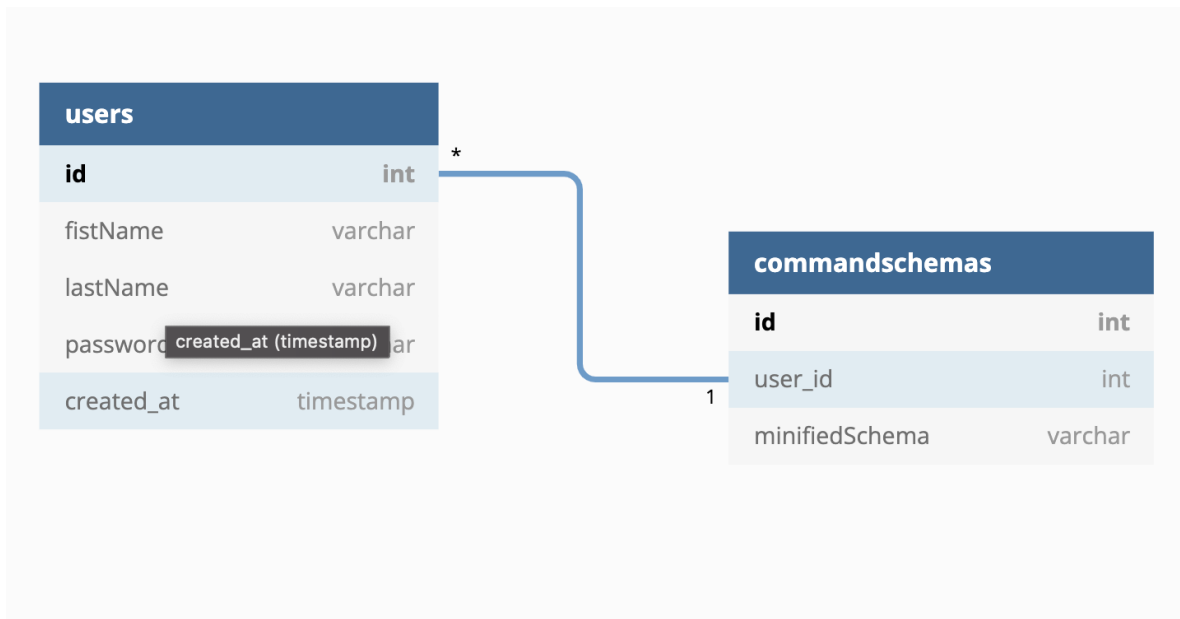 users
*
id int
fistName varchar
lastName varchar
created_at (timestamp)
created_at timestamp
commandschemas
id int
1
user_id int
minifiedSchema varchar